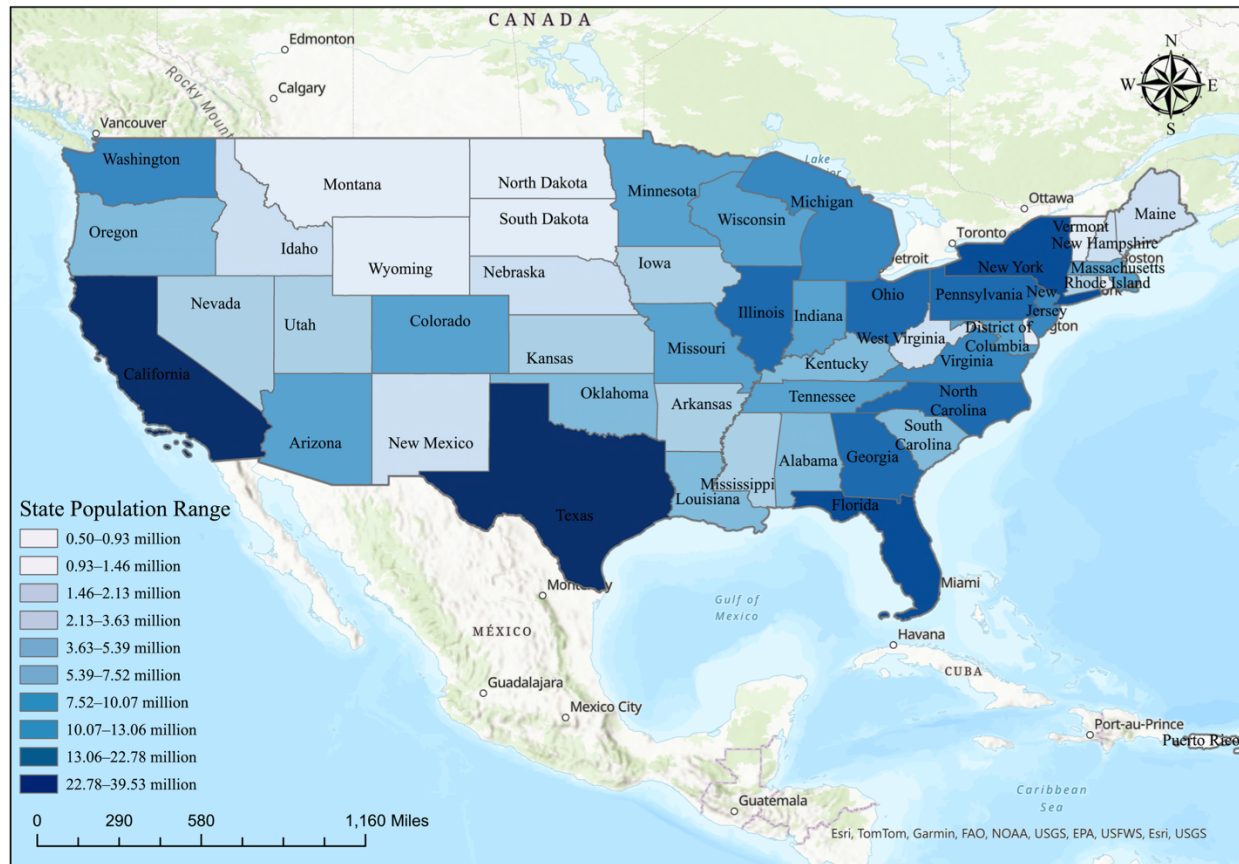 CANADA
Edmonton
Calgary
Rocky Mount
Vancouver
N
W E
S
Washington
Montana
North Dakota
Minnesota
Lake
Michigan
Ottawa
Maine
Oregon
Idaho
South Dakota
Wisconsin
Toronto
Vermont
New Hampshire
Wyoming
Nebraska
Iowa
New York
Massachusetts
Rhode Island
Nevada
Utah
Colorado
Illinois
Indiana
Ohio
Pennsylvania
New
Jersey
District of
Columbia
West Virginia
Virginia
California
Kansas
Missouri
Kentucky
Oklahoma
Arkansas
Tennessee
North
Carolina
Arizona
New Mexico
South
Carolina
Georgia
Alabama
Mississippi
Louisiana
Texas
Florida
Miami
Gulf of
Mexico
MÉXICO
Havana
CUBA
Guadalajara
Mexico City
Port-au-Prince
Puerto Rico
Guatemala
Caribbean
Sea
State Population Range
0.50–0.93 million
0.93–1.46 million
1.46–2.13 million
2.13–3.63 million
3.63–5.39 million
5.39–7.52 million
7.52–10.07 million
10.07–13.06 million
13.06–22.78 million
22.78–39.53 million
0 290 580 1,160 Miles
Esri, TomTom, Garmin, FAO, NOAA, USGS, EPA, USFWS, Esri, USGS